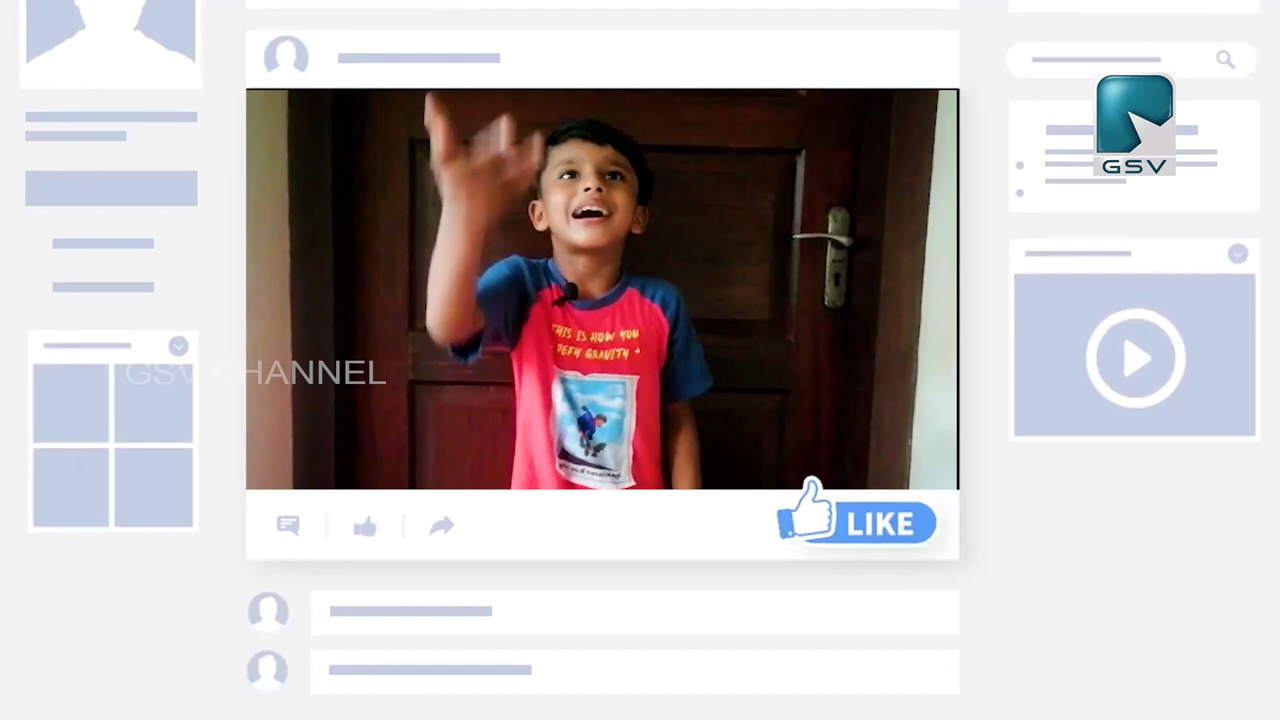 GSV
THIS IS HOW YOU
DEFY GRAVITY
GSV CHANNEL
LIKE